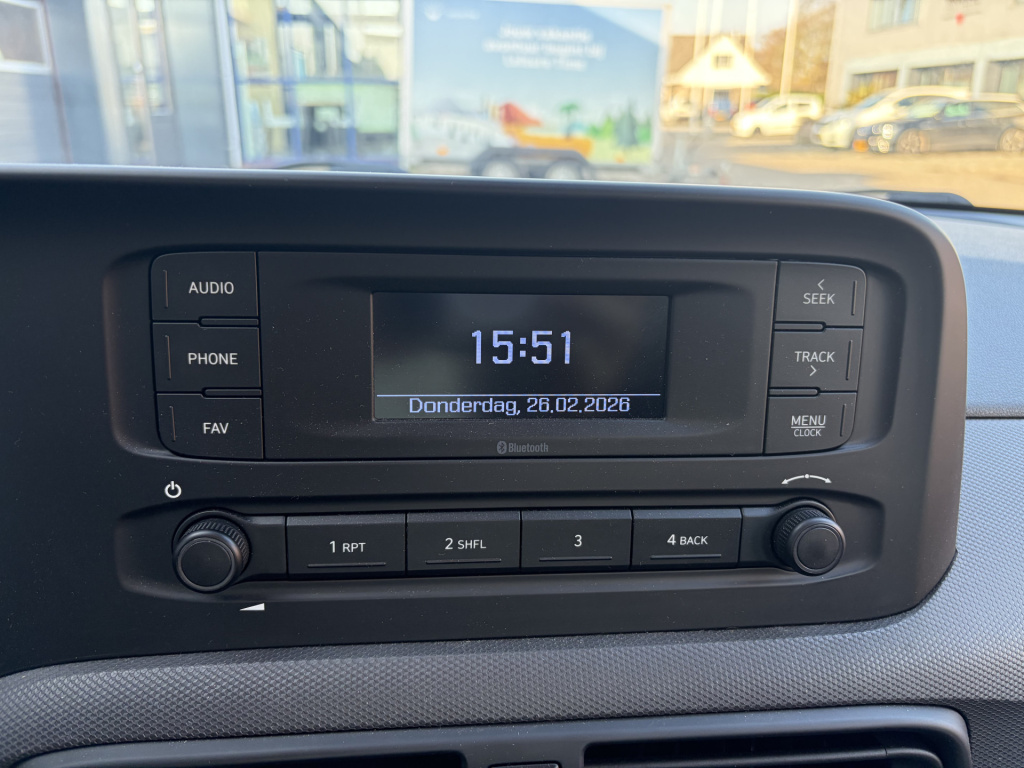 AUDIO
PHONE
FAV
15:51
Donderdag, 26.02.2026
Bluetooth
<
SEEK
TRACK
>
MENU
CLOCK
1 RPT
2 SHFL
3
4 BACK